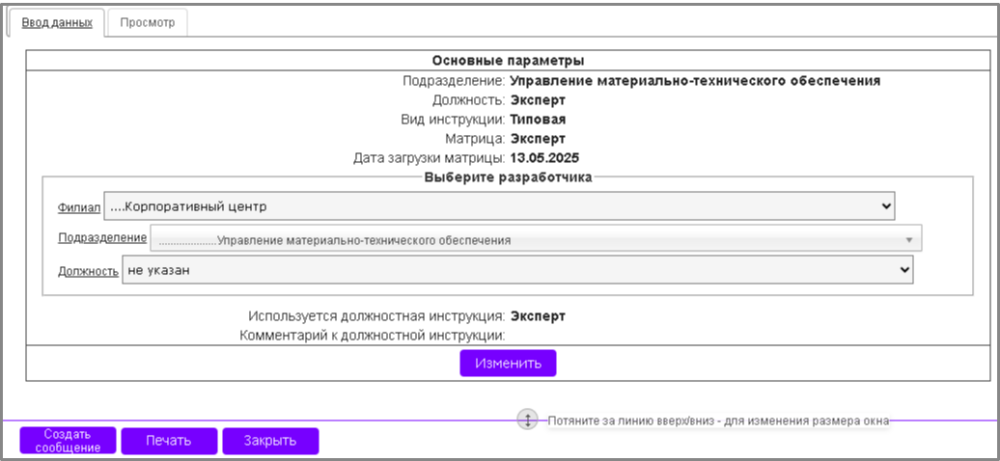 Ввод данных Просмотр
Основные параметры
Подразделение: Управление материально-технического обеспечения
Должность: Эксперт
Вид инструкции: Типовая
Матрица: Эксперт
Дата загрузки матрицы: 13.05.2025
Выберите разработчика
Филиал ....Корпоративный центр
Подразделение ....................Управление материально-технического обеспечения
Должность не указан
Используется должностная инструкция: Эксперт
Комментарий к должностной инструкции:
Изменить
Потяните за линию вверх/вниз - для изменения размера окна
Создать
сообщение
Печать
Закрыть